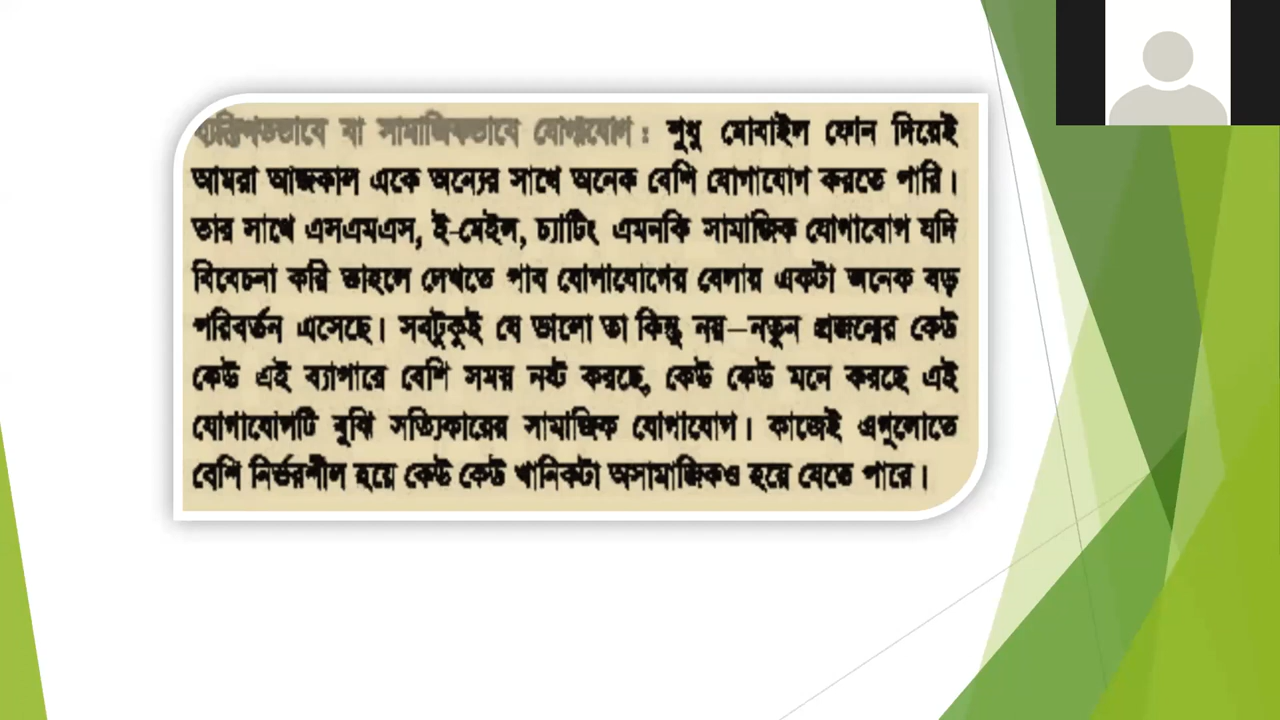 ব্যক্তিগতভাবে বা সামাজিকভাবে যোগাযোগ : শুধু মোবাইল ফোন দিয়েই
আমরা আজকাল একে অন্যের সাথে অনেক বেশি যোগাযোগ করতে পারি।
তার সাথে এসএমএস, ই-মেইল, চ্যাটিং এমনকি সামাজিক যোগাযোগ যদি
বিবেচনা করি তাহলে দেখতে পাব যোগাযোগের বেলায় একটা অনেক বড়
পরিবর্তন এসেছে। সবটুকুই যে ভালো তা কিন্তু নয়–নতুন প্রজন্মের কেউ
কেউ এই ব্যাপারে বেশি সময় নষ্ট করছে, কেউ কেউ মনে করছে এই
যোগাযোগটি বুঝি সত্যিকারের সামাজিক যোগাযোগ। কাজেই এগুলোতে
বেশি নির্ভরশীল হয়ে কেউ কেউ খানিকটা অসামাজিকও হয়ে যেতে পারে।